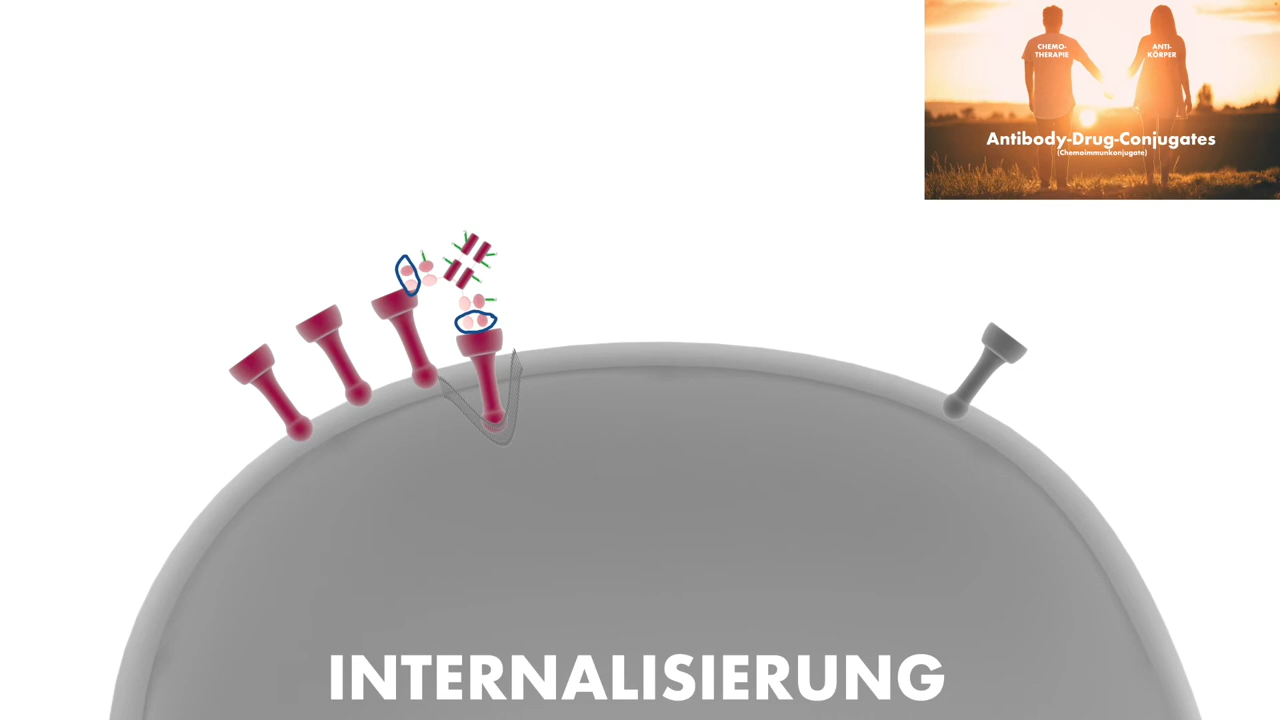 CHEMO-
THERAPIE
ANTI-
KÖRPER
Antibody-Drug-Conjugates
(Chemoimmunkonjugate)
INTERNALISIERUNG